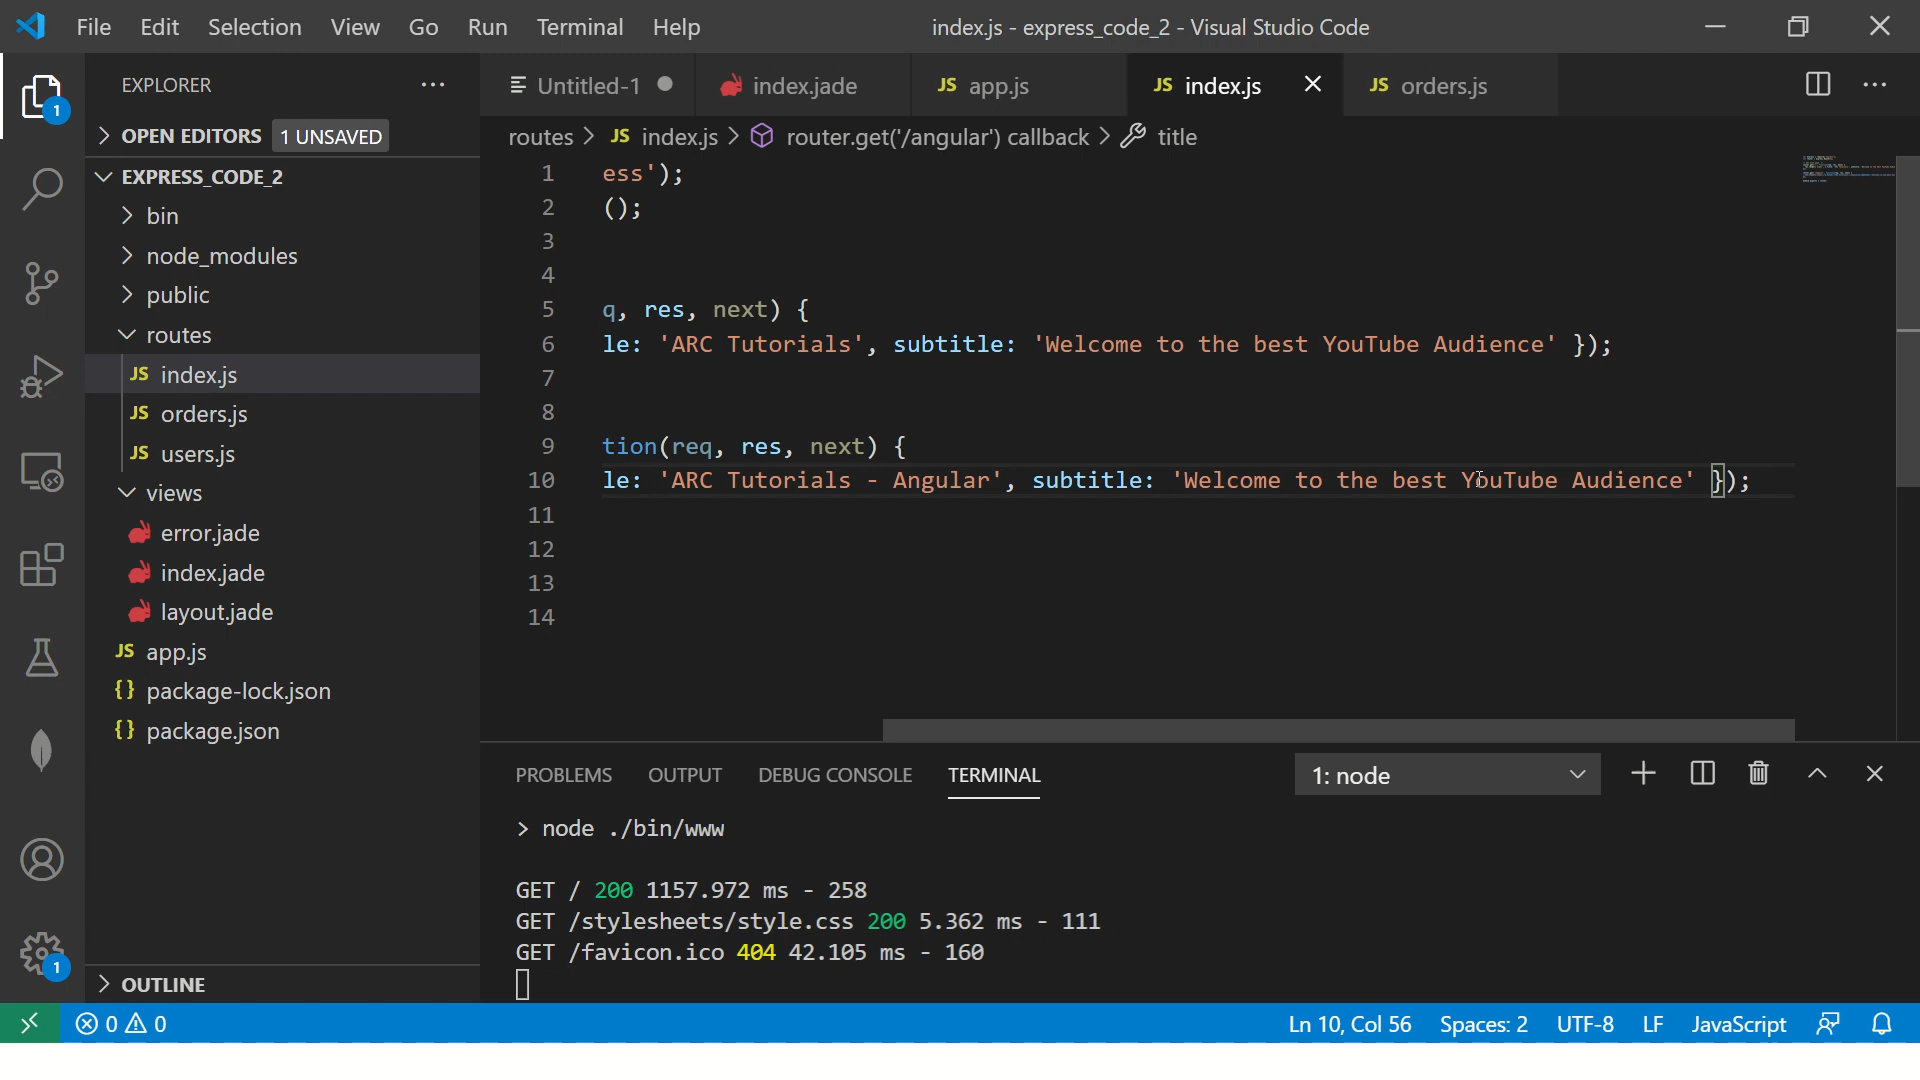 File Edit Selection View Go Run Terminal Help index.js - express_code_2 - Visual Studio Code
EXPLORER
Untitled-1 index.jade JS app.js JS index.js JS orders.js
1
OPEN EDITORS 1 UNSAVED
routes JS index.js router.get('/angular') callback title
EXPRESS_CODE_2
bin
node_modules
public
routes
JS index.js
JS orders.js
JS users.js
views
error.jade
index.jade
layout.jade
JS app.js
{} package-lock.json
{} package.json
OUTLINE
1
1 ess');
2 ();
3
4
5 q, res, next) {
6 le: 'ARC Tutorials', subtitle: 'Welcome to the best YouTube Audience' });
7
8
9 tion(req, res, next) {
10 le: 'ARC Tutorials - Angular', subtitle: 'Welcome to the best YouTube Audience' });
11
12
13
14
PROBLEMS OUTPUT DEBUG CONSOLE TERMINAL 1: node
> node ./bin/www
GET / 200 1157.972 ms - 258
GET /stylesheets/style.css 200 5.362 ms - 111
GET /favicon.ico 404 42.105 ms - 160
0 0 Ln 10, Col 56 Spaces: 2 UTF-8 LF JavaScript